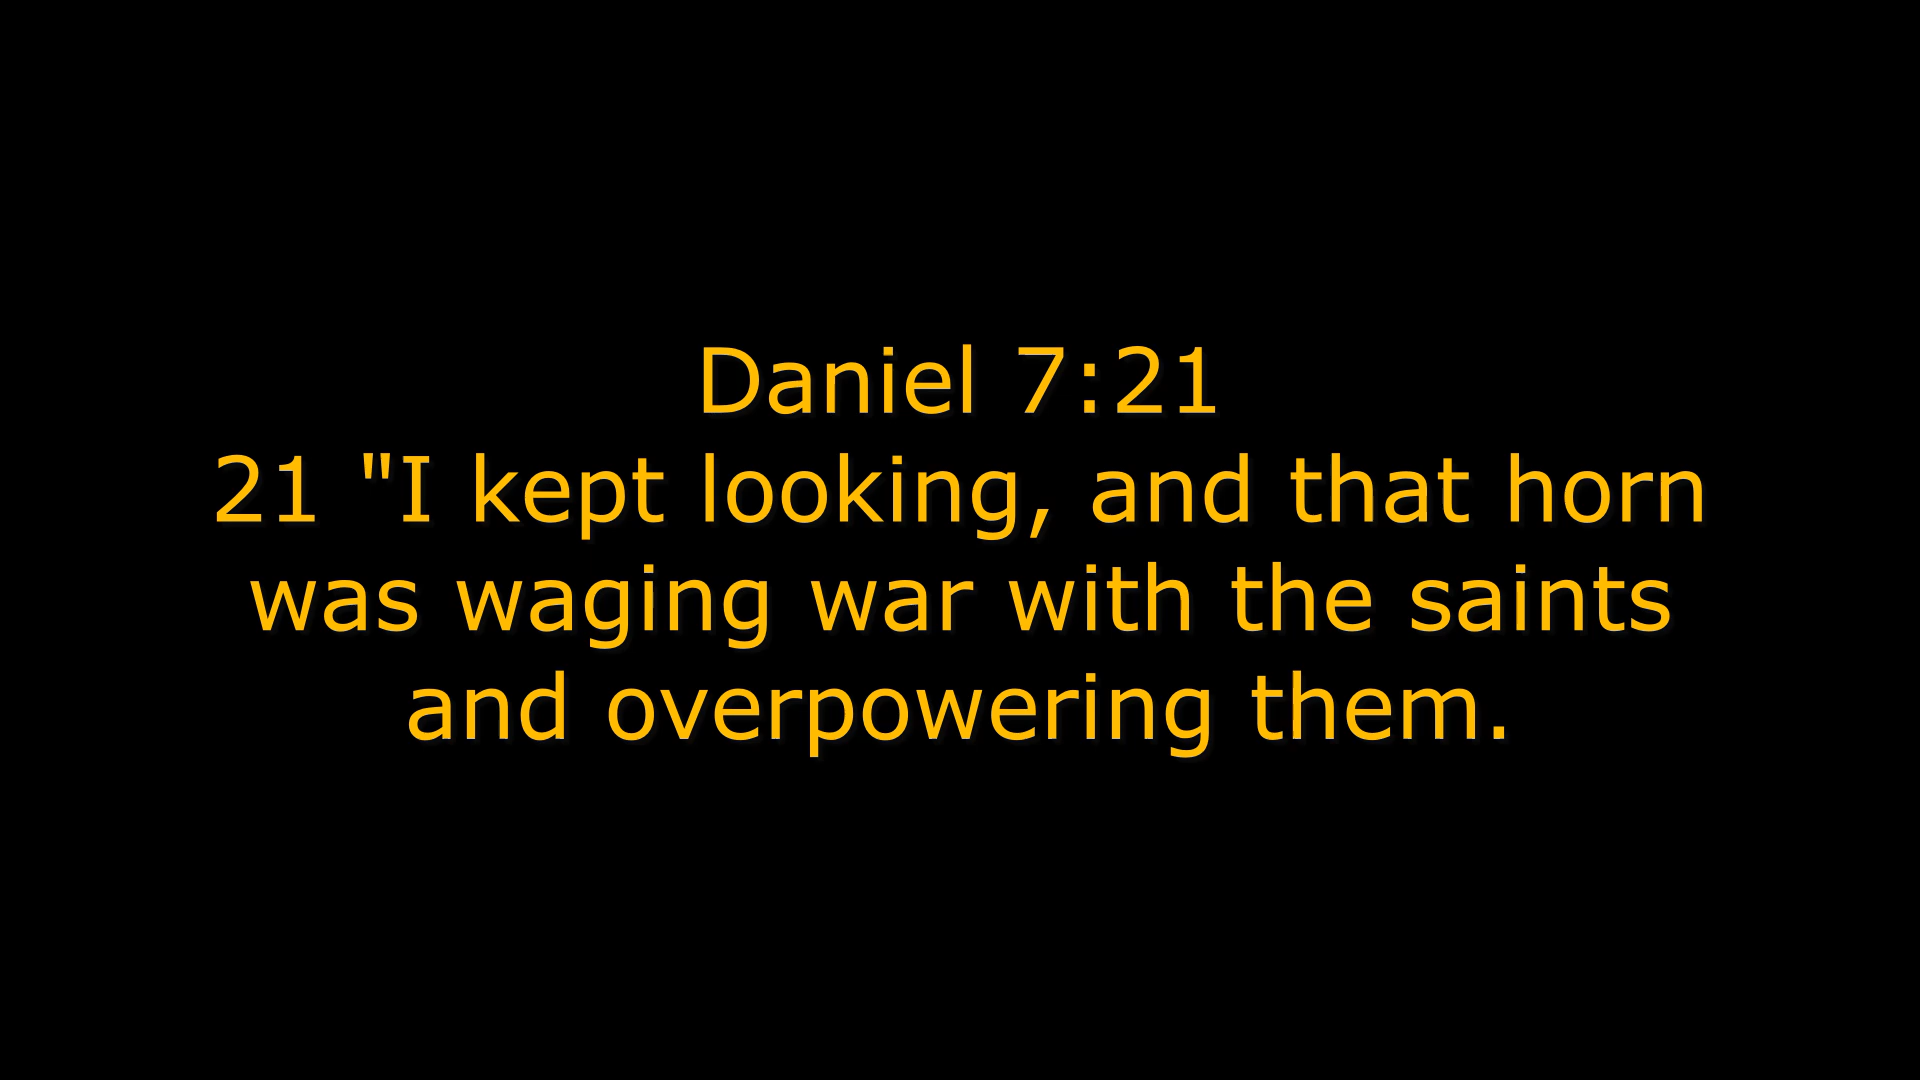 Daniel 7:21
21 "I kept looking, and that horn
was waging war with the saints
and overpowering them.